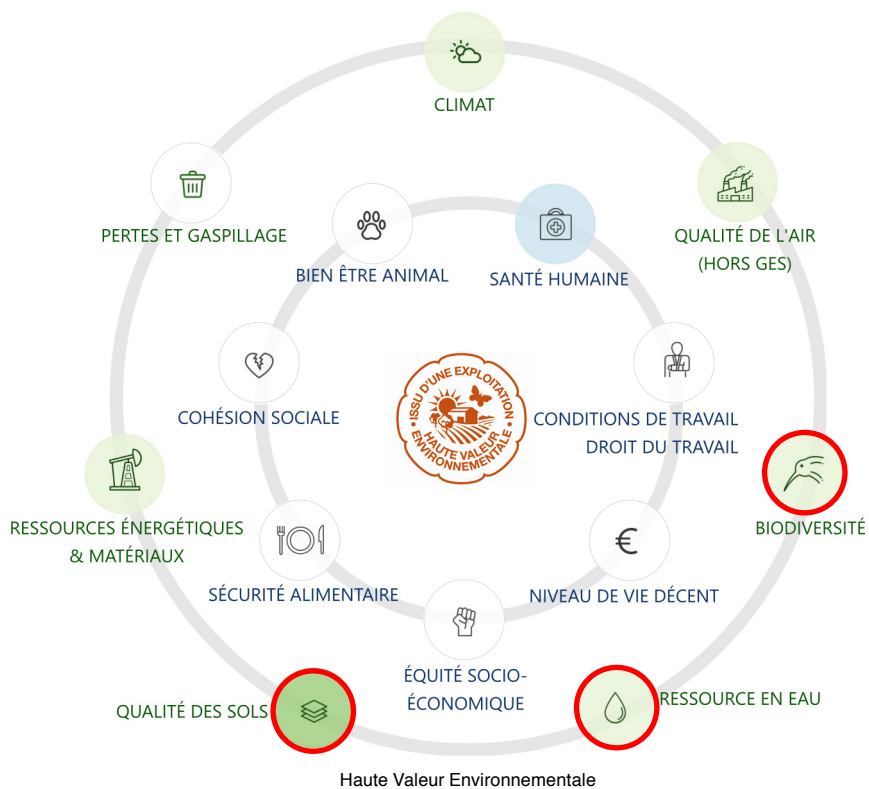 CLIMAT
PERTES ET GASPILLAGE
QUALITÉ DE L'AIR
(HORS GES)
BIEN ÊTRE ANIMAL
SANTÉ HUMAINE
COHÉSION SOCIALE
ISSU D'UNE EXPLOITATION
HAUTE VALEUR
ENVIRONNEMENTALE
CONDITIONS DE TRAVAIL
DROIT DU TRAVAIL
RESSOURCES ÉNERGÉTIQUES
& MATÉRIAUX
BIODIVERSITÉ
SÉCURITÉ ALIMENTAIRE
€
NIVEAU DE VIE DÉCENT
ÉQUITÉ SOCIO-
ÉCONOMIQUE
QUALITÉ DES SOLS
RESSOURCE EN EAU
Haute Valeur Environnementale